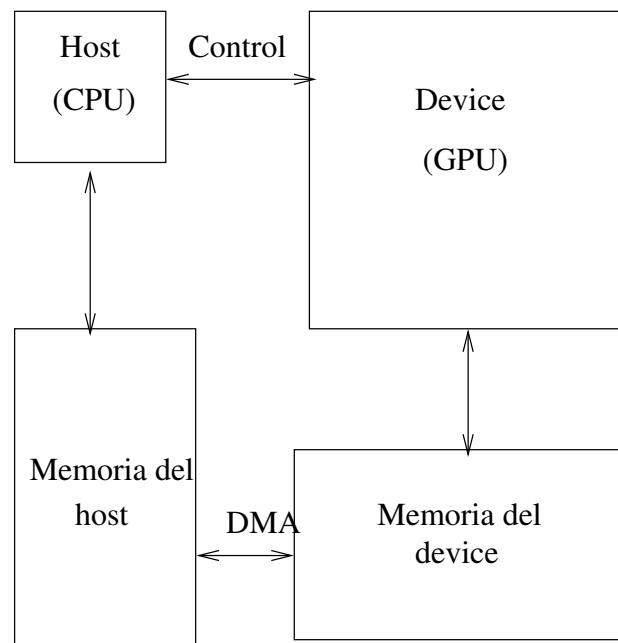 Host
(CPU)
Control
Device
(GPU)
Memoria del
host
DMA
Memoria del
device